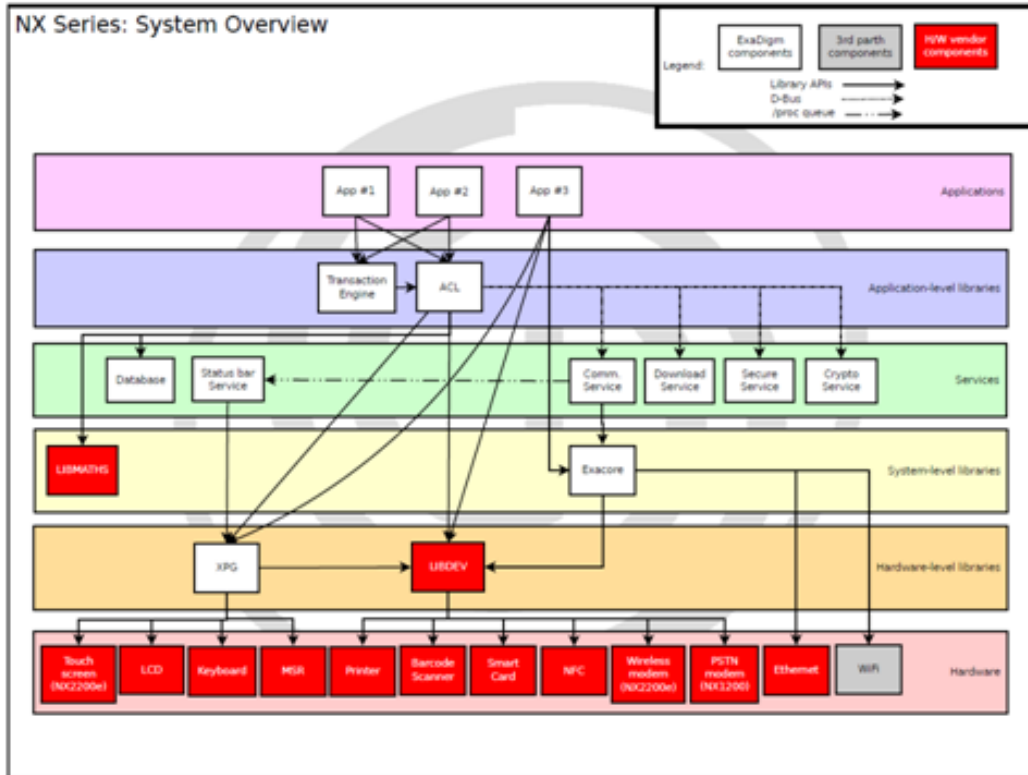 NX Series: System Overview
Legend:
ExaDigm
components
3rd parth
components
H/W vendor
components
Library APIs
D-Bus
/proc queue
App #1
App #2
App #3
Applications
Transaction
Engine
ACL
Application-level libraries
Database
Status bar
Service
Comm.
Service
Download
Service
Secure
Service
Crypto
Service
Services
LIBMATHS
Exacore
System-level libraries
XPG
LIBDEV
Hardware-level libraries
Touch
screen
(NX2200e)
LCD
Keyboard
MSR
Printer
Barcode
Scanner
Smart
Card
NFC
Wireless
modem
(NX2200e)
PSTN
modem
(NX1200)
Ethernet
WiFi
Hardware